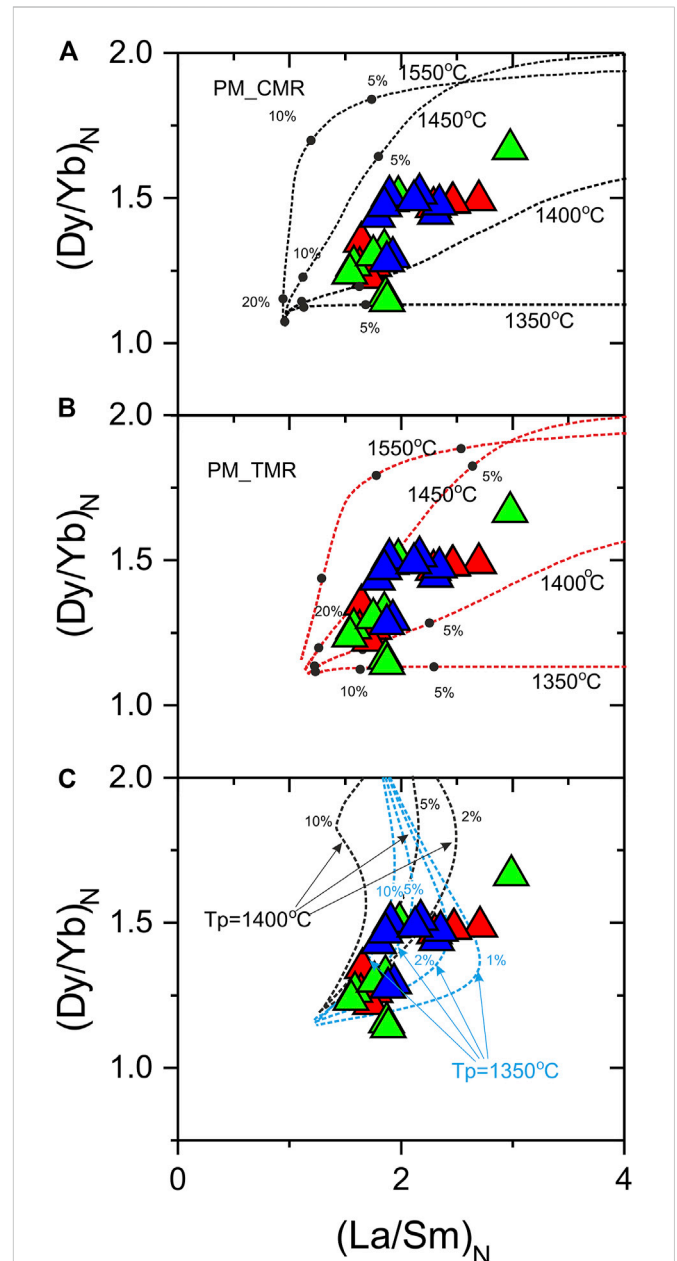 A
2.0
PM_CMR
5%
1550°C
10%
1450°C
5%
(Dy/Yb)N
1.5
1400°C
10%
20%
1350°C
5%
1.0
B
2.0
1550°C
PM_TMR
1450°C
5%
(Dy/Yb)N
1.5
1400°C
20%
5%
1350°C
10%
5%
1.0
C
2.0
5%
2%
10%
10%
5%
Tp=1400°C
(Dy/Yb)N
1.5
2%
1%
1.0
Tp=1350°C
0
2
4
(La/Sm)N